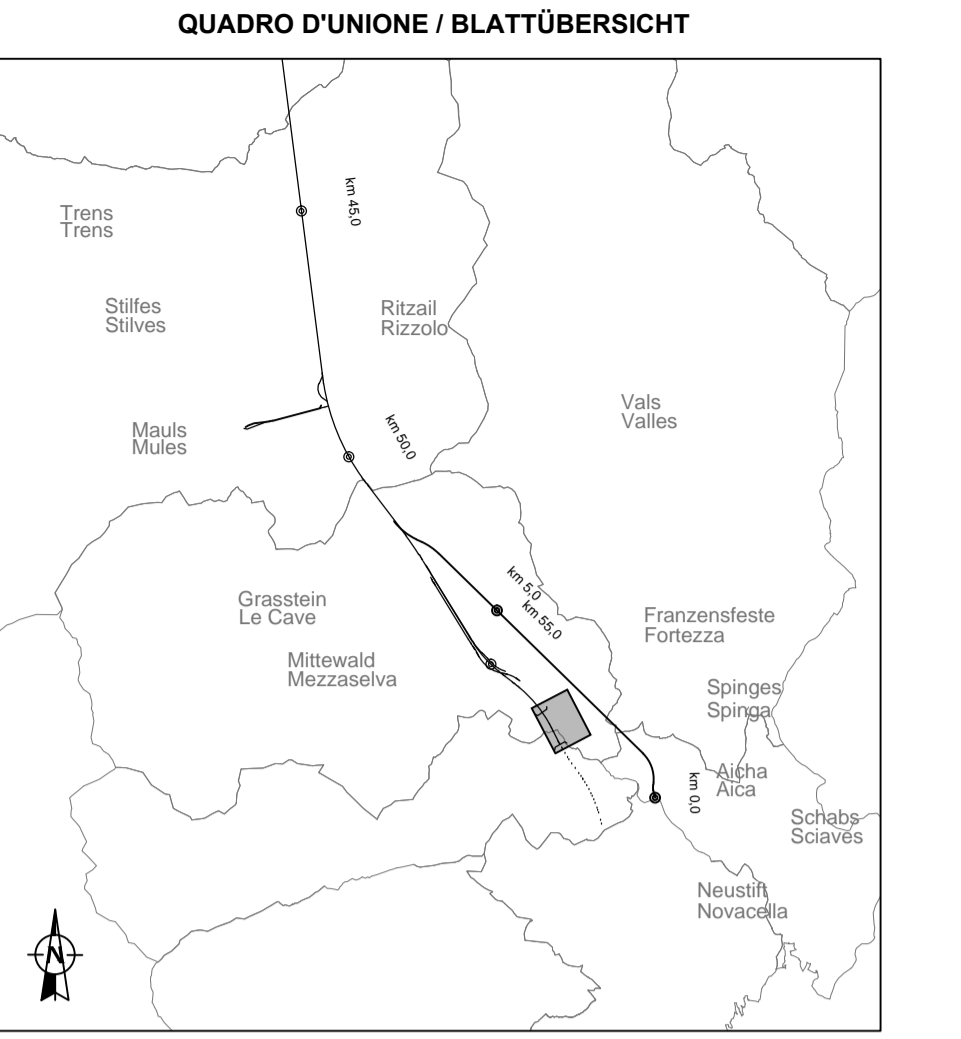 QUADRO D'UNIONE / BLATTÜBERSICHT
km 45,0
Trens
Trens
Stilfes
Stilves
Ritzail
Rizzolo
Vals
Valles
Mauls
Mules
km 50,0
km 5,0
km 55,0
Grasstein
Le Cave
Franzensfeste
Fortezza
Mittewald
Mezzaselva
Spinges
Spinga
Aicha
Aica
km 0,0
Schabs
Sciaves
Neustift
Novacella
N